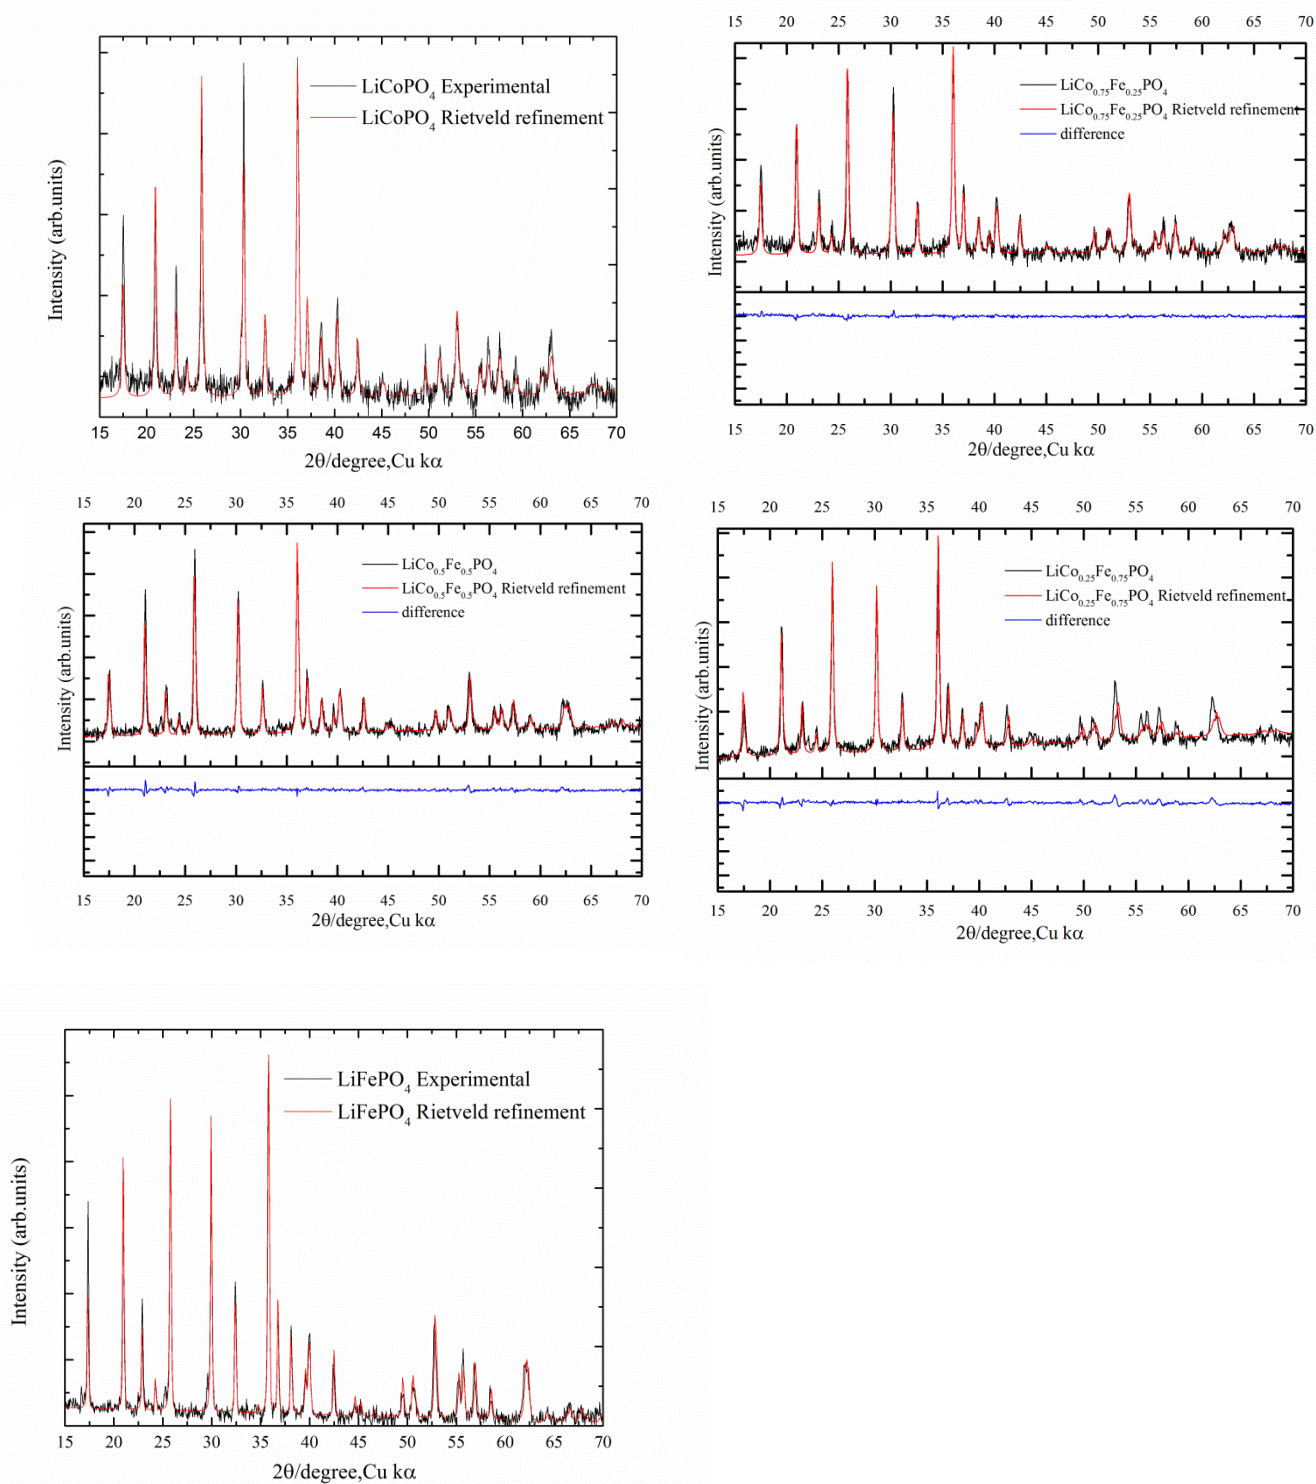 LiCoPO4 Experimental
LiCoPO4 Rietveld refinement
Intensity (arb.units)
15 20 25 30 35 40 45 50 55 60 65 70
2θ/degree,Cu kα
15 20 25 30 35 40 45 50 55 60 65 70
LiCo0.75Fe0.25PO4
LiCo0.75Fe0.25PO4 Rietveld refinement
difference
Intensity (arb.units)
15 20 25 30 35 40 45 50 55 60 65 70
2θ/degree,Cu kα
15 20 25 30 35 40 45 50 55 60 65 70
LiCo0.5Fe0.5PO4
LiCo0.5Fe0.5PO4 Rietveld refinement
difference
Intensity (arb.units)
15 20 25 30 35 40 45 50 55 60 65 70
2θ/degree,Cu kα
15 20 25 30 35 40 45 50 55 60 65 70
LiCo0.25Fe0.75PO4
LiCo0.25Fe0.75PO4 Rietveld refinement
difference
Intensity (arb.units)
15 20 25 30 35 40 45 50 55 60 65 70
2θ/degree,Cu kα
LiFePO4 Experimental
LiFePO4 Rietveld refinement
Intensity (arb.units)
15 20 25 30 35 40 45 50 55 60 65 70
2θ/degree,Cu kα